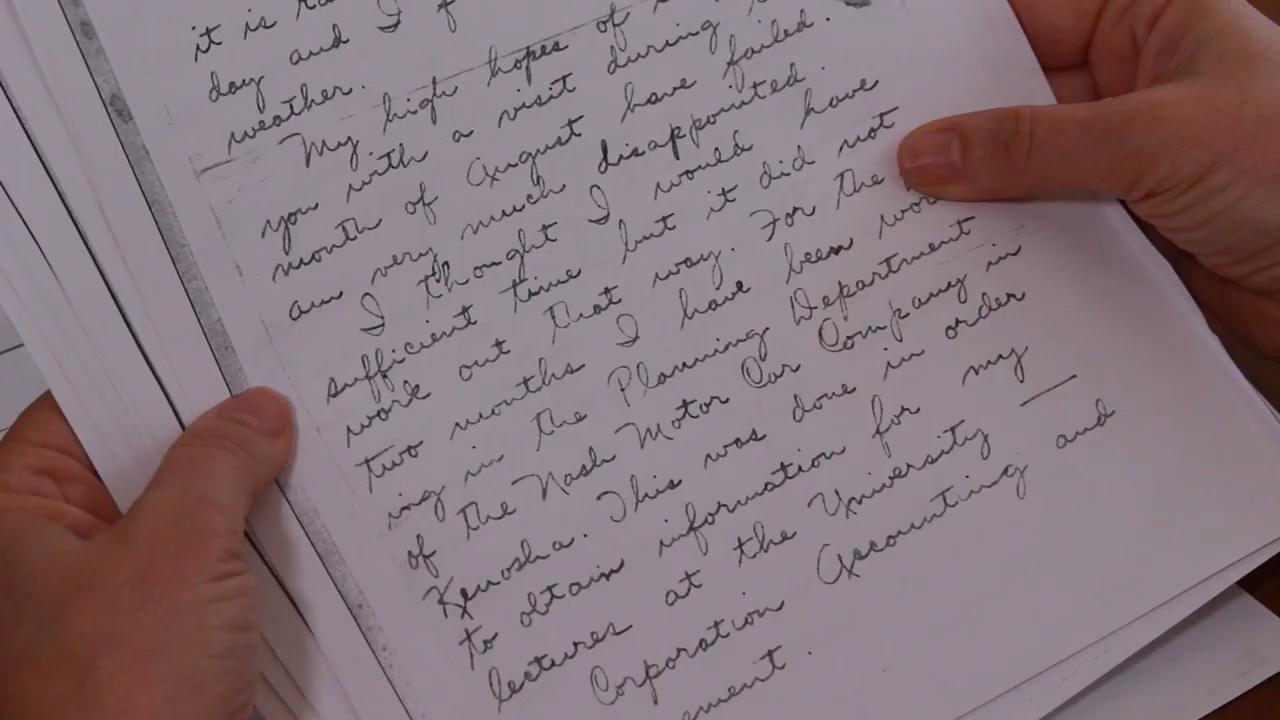 it is
day and I
weather.
My high hopes of
you with a visit during
month of August have failed.
am very much disappointed.
I thought I would have
sufficient time but it did not
work out that way. For the
two months I have been wor
ing in the Planning Department
of the Nash Motor Car Company in
Kenosha. This was done in order
to obtain information for my
lectures at the University —
Corporation Accounting and
ment.